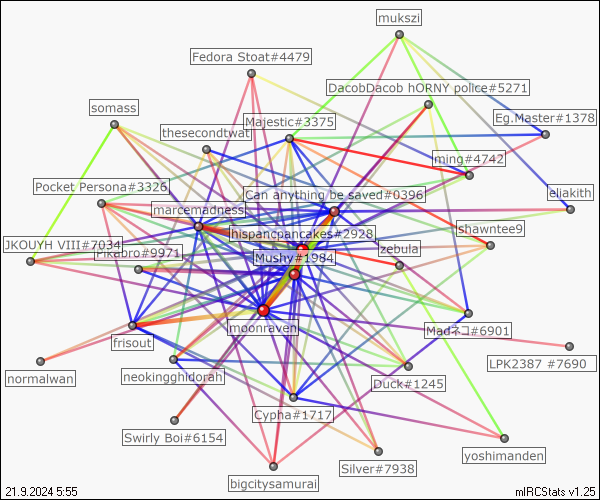 mukszi
Fedora Stoat#4479
DacobDacob hORNY police#5271
somass
Majestic#3375
Eg.Master#1378
thesecondtwat
ming#4742
Pocket Persona#3326
Can anything be saved#0396
eliakith
marcemadness
hispancpancakes#2928
shawntee9
JKOUYH VIII#7034
Pikabro#9971
Mushy#1984
zebula
moonraven
Madネコ#6901
frisout
LPK2387 #7690
normalwan
neokingghidorah
Duck#1245
Cypha#1717
Swirly Boi#6154
yoshimanden
Silver#7938
bigcitysamurai
21.9.2024 5:55
mIRCStats v1.25